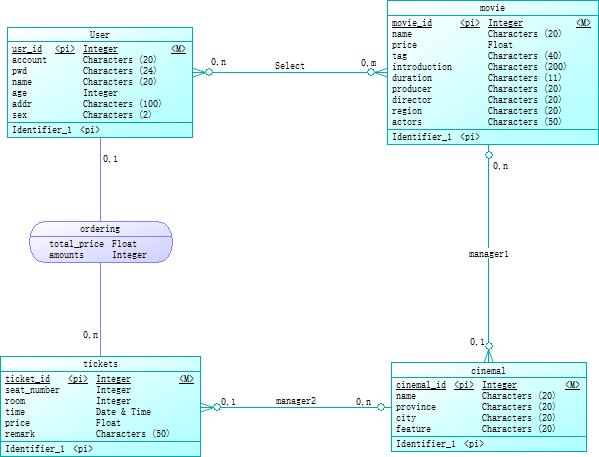 User
usr_id <pi> Integer <M>
account Characters (20)
pwd Characters (24)
name Characters (20)
age Integer
addr Characters (100)
sex Characters (2)
Identifier_1 <pi>
0,n
Select
0,m
movie
movie_id <pi> Integer <M>
name Characters (20)
price Float
tag Characters (40)
introduction Characters (200)
duration Characters (11)
producer Characters (20)
director Characters (20)
region Characters (20)
actors Characters (50)
Identifier_1 <pi>
0,1
0,n
ordering
total_price Float
amounts Integer
manager1
0,n
0,1
tickets
ticket_id <pi> Integer <M>
seat_number Integer
room Integer
time Date & Time
price Float
remark Characters (50)
Identifier_1 <pi>
0,1
manager2
0,n
cinemal
cinemal_id <pi> Integer <M>
name Characters (20)
province Characters (20)
city Characters (20)
feature Characters (20)
Identifier_1 <pi>